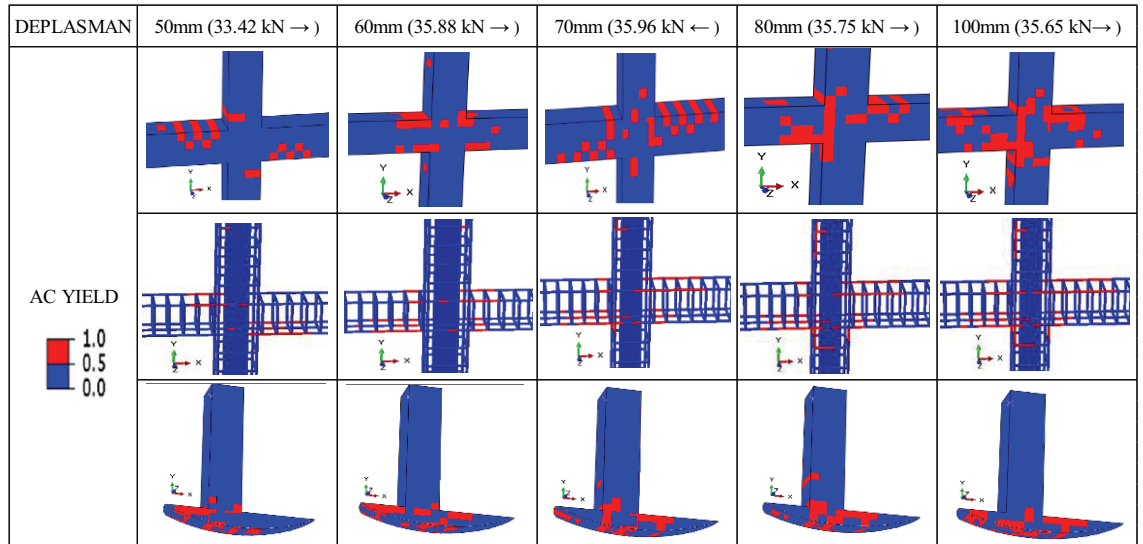 DEPLASMAN 50mm (33.42 kN → ) 60mm (35.88 kN → ) 70mm (35.96 kN ← ) 80mm (35.75 kN → ) 100mm (35.65 kN→ )
Y X Z
Y X Z
Y X Z
Y X Z
Y X Z
AC YIELD
1.0
0.5
0.0
Y X Z
Y X Z
Y X Z
Y X Z
Y X Z
Y X Z
Y X Z
Y X Z
Y X Z
Y X Z